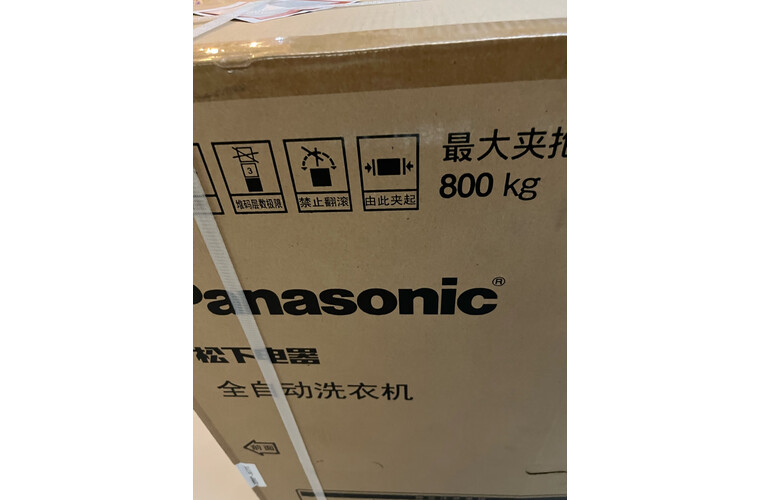 最大夹抱
800 kg
3
堆码层数极限
禁止翻滚
由此夹起
Panasonic®
松下电器
全自动洗衣机